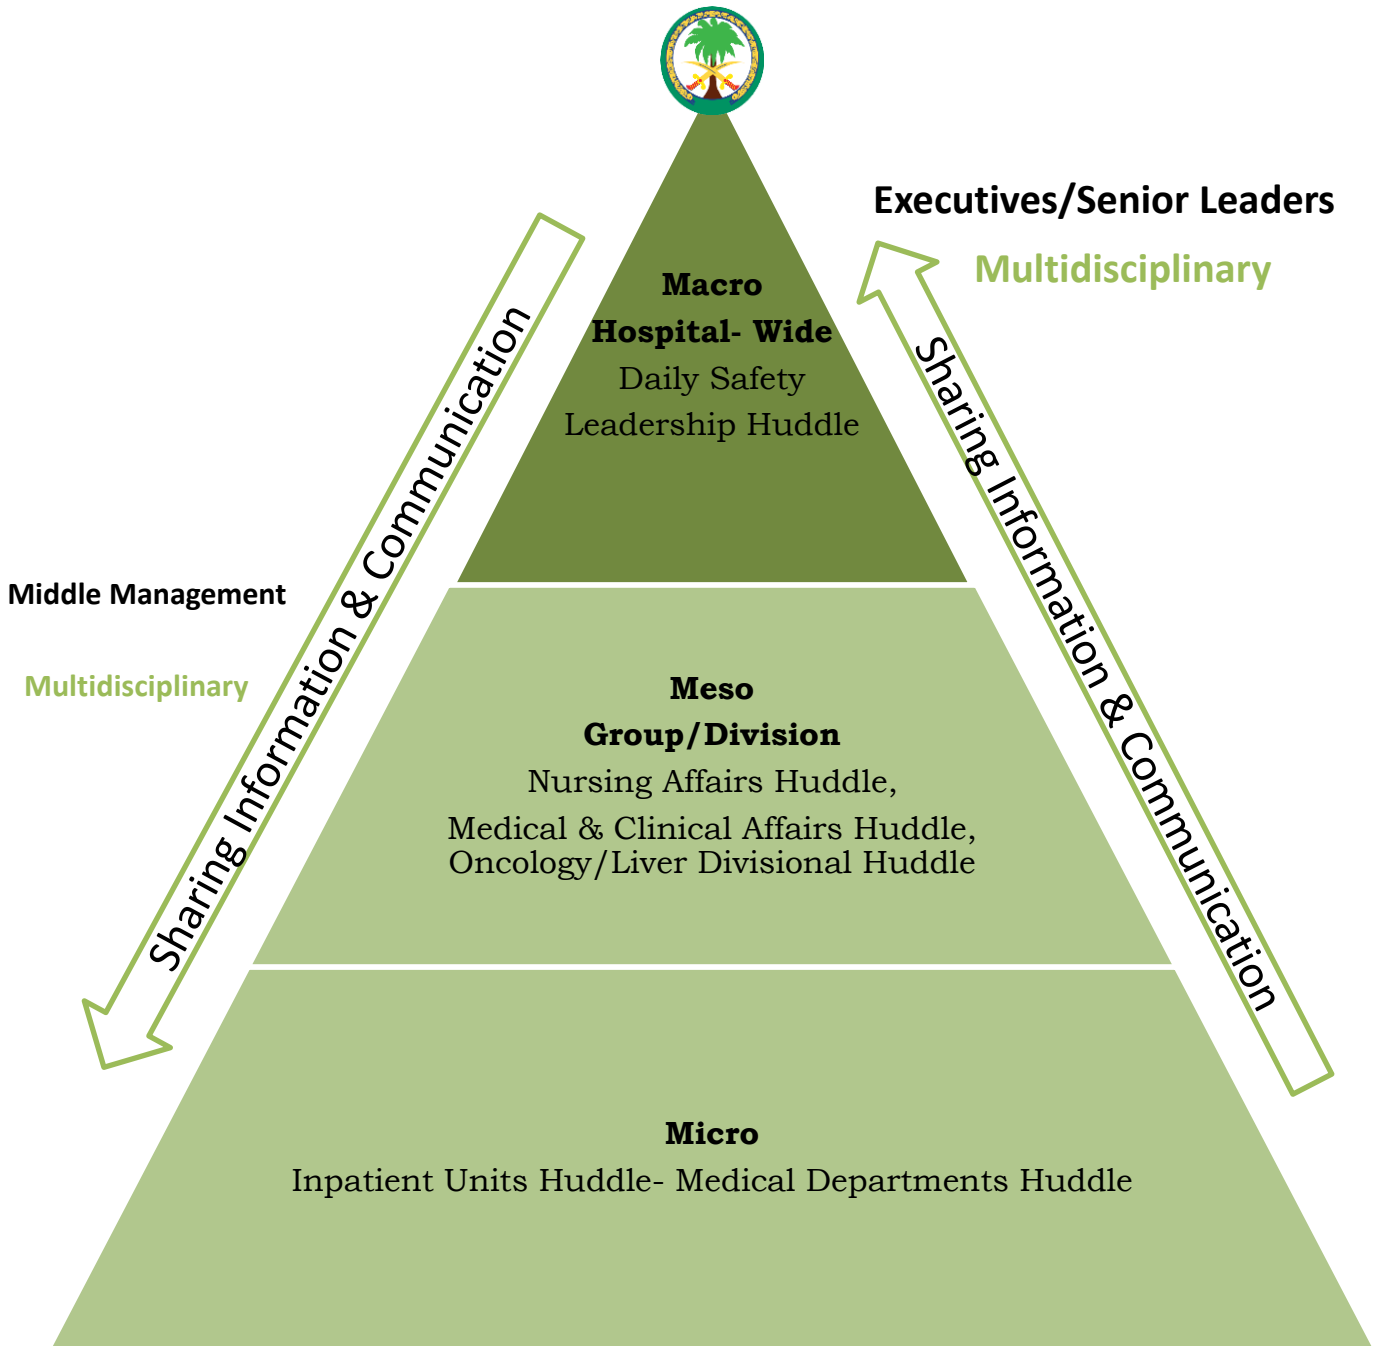 Executives/Senior Leaders
Multidisciplinary
Macro
Hospital- Wide
Daily Safety
Leadership Huddle
Sharing Information & Communication
Sharing Information & Communication
Middle Management
Multidisciplinary
Meso
Group/Division
Nursing Affairs Huddle,
Medical & Clinical Affairs Huddle,
Oncology/Liver Divisional Huddle
Micro
Inpatient Units Huddle- Medical Departments Huddle